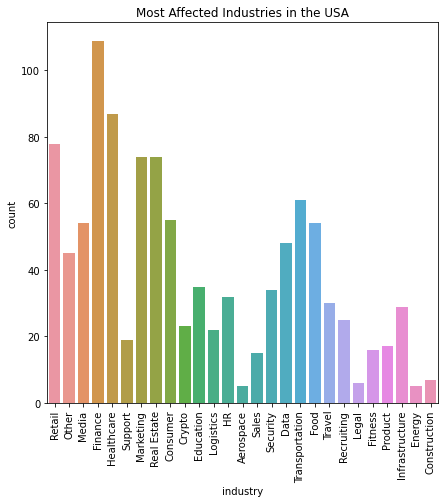 Most Affected Industries in the USA
count
100
80
60
40
20
0
Retail
Other
Media
Finance
Healthcare
Support
Marketing
Real Estate
Consumer
Crypto
Education
Logistics
HR
Aerospace
Sales
Security
Data
Transportation
Food
Travel
Recruiting
Legal
Fitness
Product
Infrastructure
Energy
Construction
industry